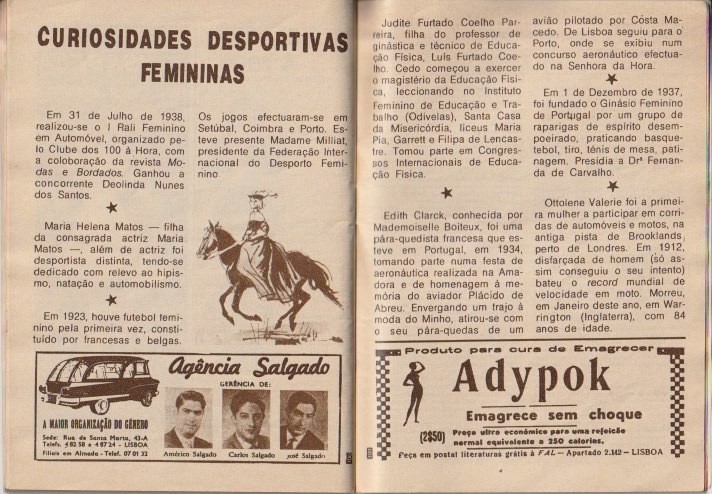 CURIOSIDADES DESPORTIVAS
FEMININAS
Em 31 de Julho de 1938,
realizou-se o I Rali Feminino
em Automóvel, organizado pe-
lo Clube dos 100 à Hora, com
a coloboração da revista Mo-
das e Bordados. Ganhou a
concorrente Deolinda Nunes
dos Santos.
Maria Helena Matos — filha
da consagrada actriz Maria
Matos —, além de actriz foi
desportista distinta, tendo-se
dedicado com relevo ao hipis-
mo, natação e automobilismo.
Em 1923, houve futebol femi-
nino pela primeira vez, consti-
tuído por francesas e belgas.
Os jogos efectuaram-se em
Setúbal, Coimbra e Porto. Es-
teve presente Madame Milliat,
presidente da Federação Inter-
nacional do Desporto Femi-
nino
Agência Salgado
GERÊNCIA DE:
A MAIOR ORGANIZAÇÃO DO GÉNERO
Sede: Rua de Santa Marta, 43-A
Telefs. 4 82 58 e 4 87 24 - LISBOA
Filiais em Almada - Telef. 07 01 32
Américo Salgado
Carlos Salgado
José Salgado
Judite Furtado Coelho Par-
reira, filha do professor de
ginástica e técnico de Educa-
ção Física, Luís Furtado Coe-
lho. Cedo começou a exercer
o magistério da Educação Físi-
ca, leccionando no Instituto
Feminino de Educação e Tra-
balho (Odivelas), Santa Casa
da Misericórdia, liceus Maria
Pia, Garrett e Filipa de Lencas-
tre. Tomou parte em Congres-
sos Internacionais de Educa-
ção Física.
Edith Clarck, conhecida por
Mademoiselle Boiteux, foi uma
pára-quedista francesa que es-
teve em Portugal, em 1934,
tomando parte numa festa de
aeronáutica realizada na Ama-
dora e de homenagem à me-
mória do aviador Plácido de
Abreu. Envergando um trajo à
moda do Minho, atirou-se com
o seu pára-quedas de um
avião pilotado por Costa Ma-
cedo. De Lisboa seguiu para o
Porto, onde se exibiu num
concurso aeronáutico efectua-
do na Senhora da Hora.
Em 1 de Dezembro de 1937,
foi fundado o Ginásio Feminino
de Portugal por um grupo de
raparigas de espírito desem-
poeirado, praticando basque-
tebol, tiro, ténis de mesa, pati-
nagem. Presidia a Drª Fernan-
da de Carvalho.
Ottolene Valerie foi a primei-
ra mulher a participar em corri-
das de automóveis e motos, na
antiga pista de Brooklands,
perto de Londres. Em 1912,
disfarçada de homem (só as-
sim conseguiu o seu intento)
bateu o record mundial de
velocidade em moto. Morreu,
em Janeiro deste ano, em War-
rington (Inglaterra), com 84
anos de idade.
Produto para cura de Emagrecer
Adypok
Emagrece sem choque
(2$50)
Preço ultra económico para uma refeição
normal equivalente a 250 calorias.
Peça em postal literaturas grátis à FAL - Apartado 2.142 - LISBOA